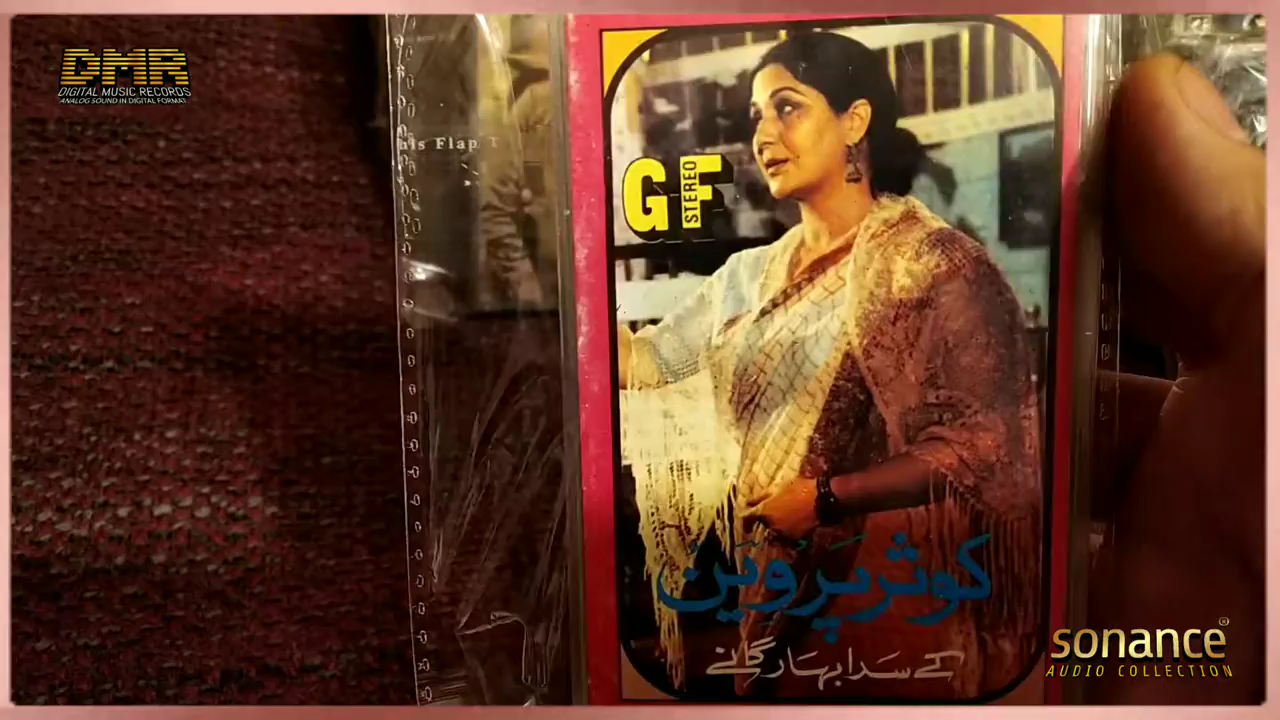 DMR
DIGITAL MUSIC RECORDS
ANALOG SOUND IN DIGITAL FORMAT
his Flap T
GF
STEREO
کوثر پروین
کے سدا بہار گانے
sonance®
AUDIO COLLECTION